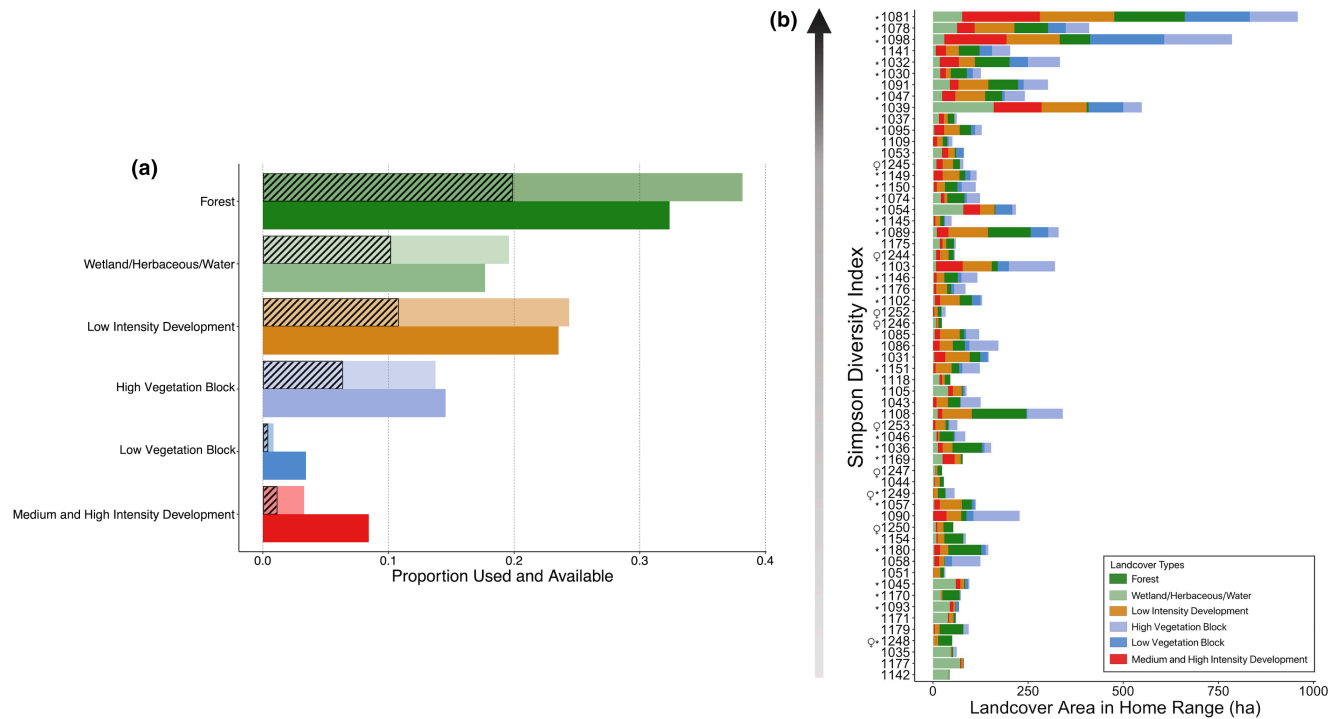 (a)
Forest
Wetland/Herbaceous/Water
Low Intensity Development
High Vegetation Block
Low Vegetation Block
Medium and High Intensity Development
0.0 0.1 0.2 0.3 0.4
Proportion Used and Available
(b)
Simpson Diversity Index
*1081
*1078
*1098
1141
*1032
*1030
1091
*1047
1039
1037
*1095
1109
1053
♀1245
*1149
*1150
*1074
*1054
*1145
*1089
1175
♀1244
1103
*1146
*1176
*1102
♀1252
♀1246
1085
1086
1031
*1151
1118
1105
1043
1108
♀1253
*1046
*1036
*1169
♀1247
1044
♀*1249
*1057
1090
♀1250
1154
*1180
1058
1051
*1045
*1170
*1093
1171
1179
♀*1248
1035
1177
1142
Landcover Types
Forest
Wetland/Herbaceous/Water
Low Intensity Development
High Vegetation Block
Low Vegetation Block
Medium and High Intensity Development
0 250 500 750 1000
Landcover Area in Home Range (ha)